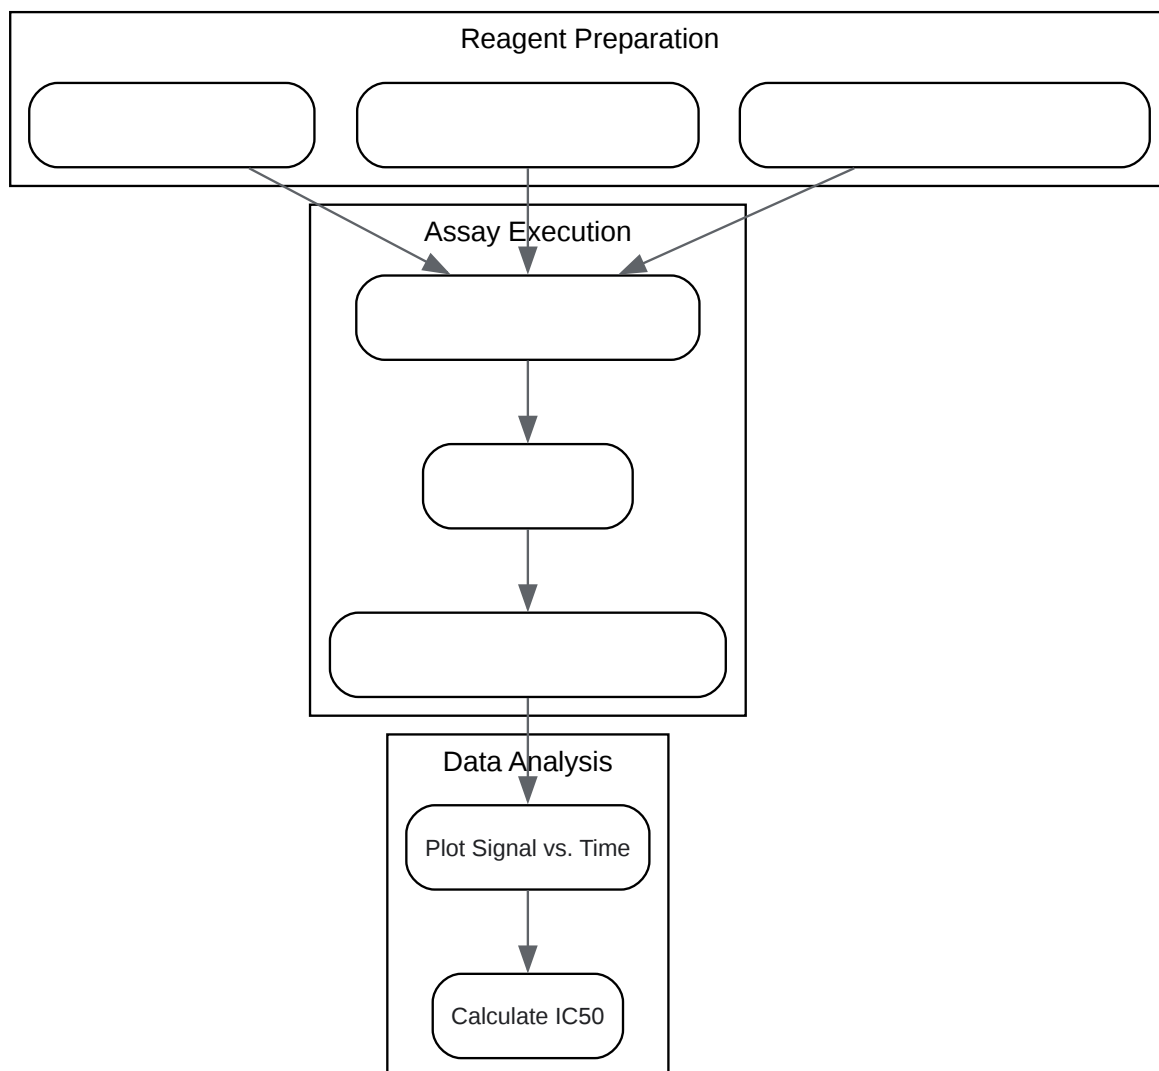 Reagent Preparation
Assay Execution
Data Analysis
Plot Signal vs. Time
Calculate IC50